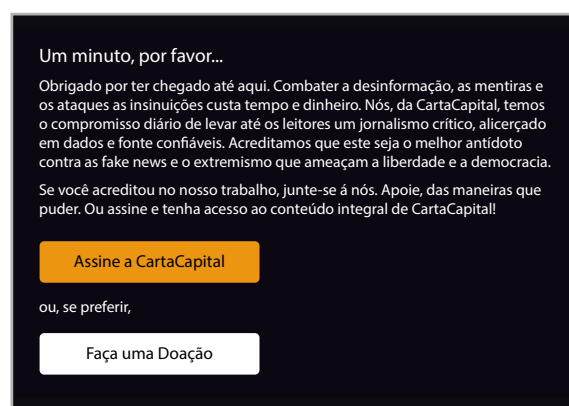 Um minuto, por favor...
Obrigado por ter chegado até aqui. Combater a desinformação, as mentiras e
os ataques as insinuições custa tempo e dinheiro. Nós, da CartaCapital, temos
o compromisso diário de levar até os leitores um jornalismo crítico, alicerçado
em dados e fonte confiáveis. Acreditamos que este seja o melhor antídoto
contra as fake news e o extremismo que ameaçam a liberdade e a democracia.
Se você acreditou no nosso trabalho, junte-se á nós. Apoie, das maneiras que
puder. Ou assine e tenha acesso ao conteúdo integral de CartaCapital!
Assine a CartaCapital
ou, se preferir,
Faça uma Doação